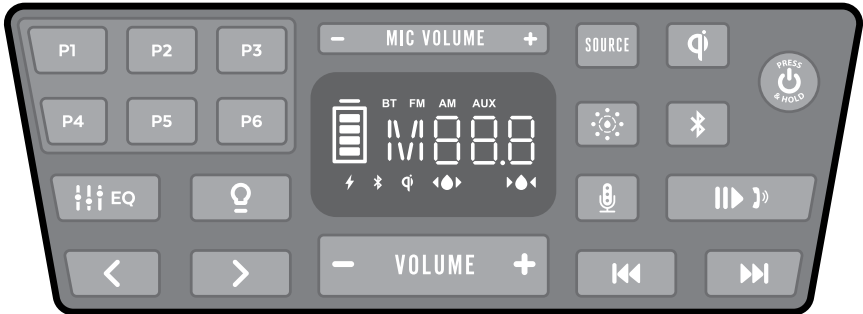 P1
P2
P3
P4
P5
P6
EQ
- MIC VOLUME +
BT FM AM AUX
M88.8
- VOLUME +
SOURCE
qi
PRESS
& HOLD